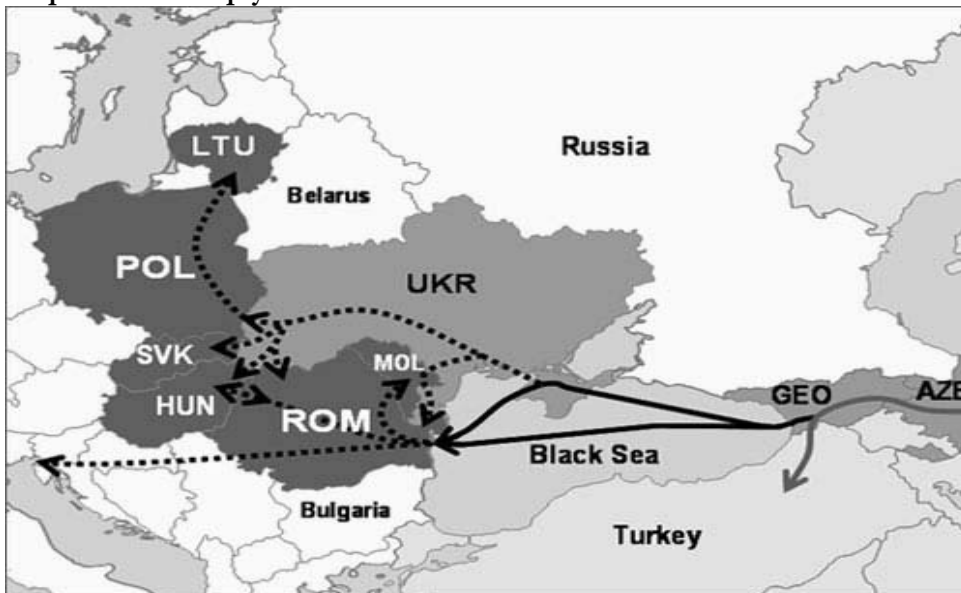 LTU
Russia
Belarus
POL
UKR
SVK
MOL
HUN
ROM
GEO
AZE
Black Sea
Bulgaria
Turkey